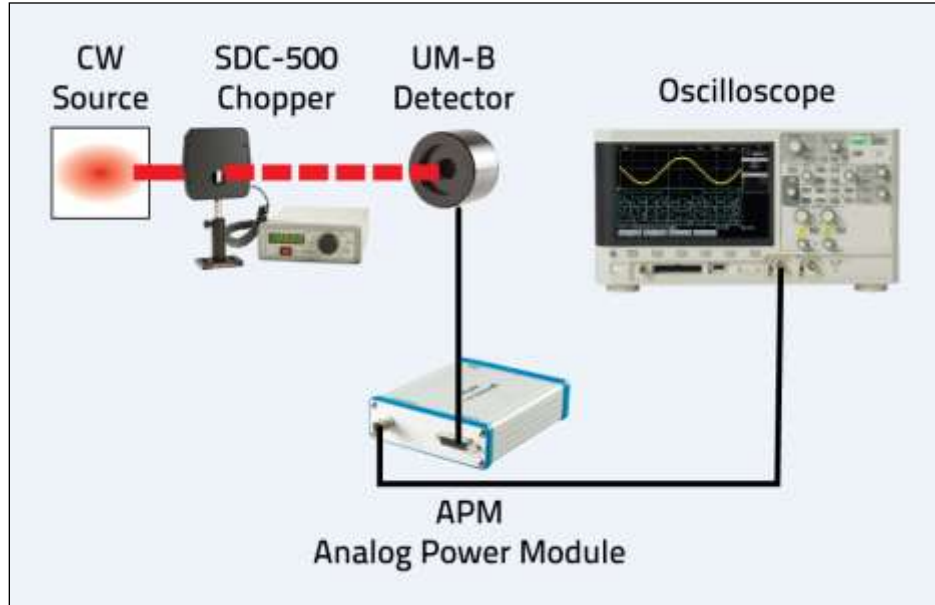 CW
Source
SDC-500
Chopper
UM-B
Detector
Oscilloscope
APM
Analog Power Module